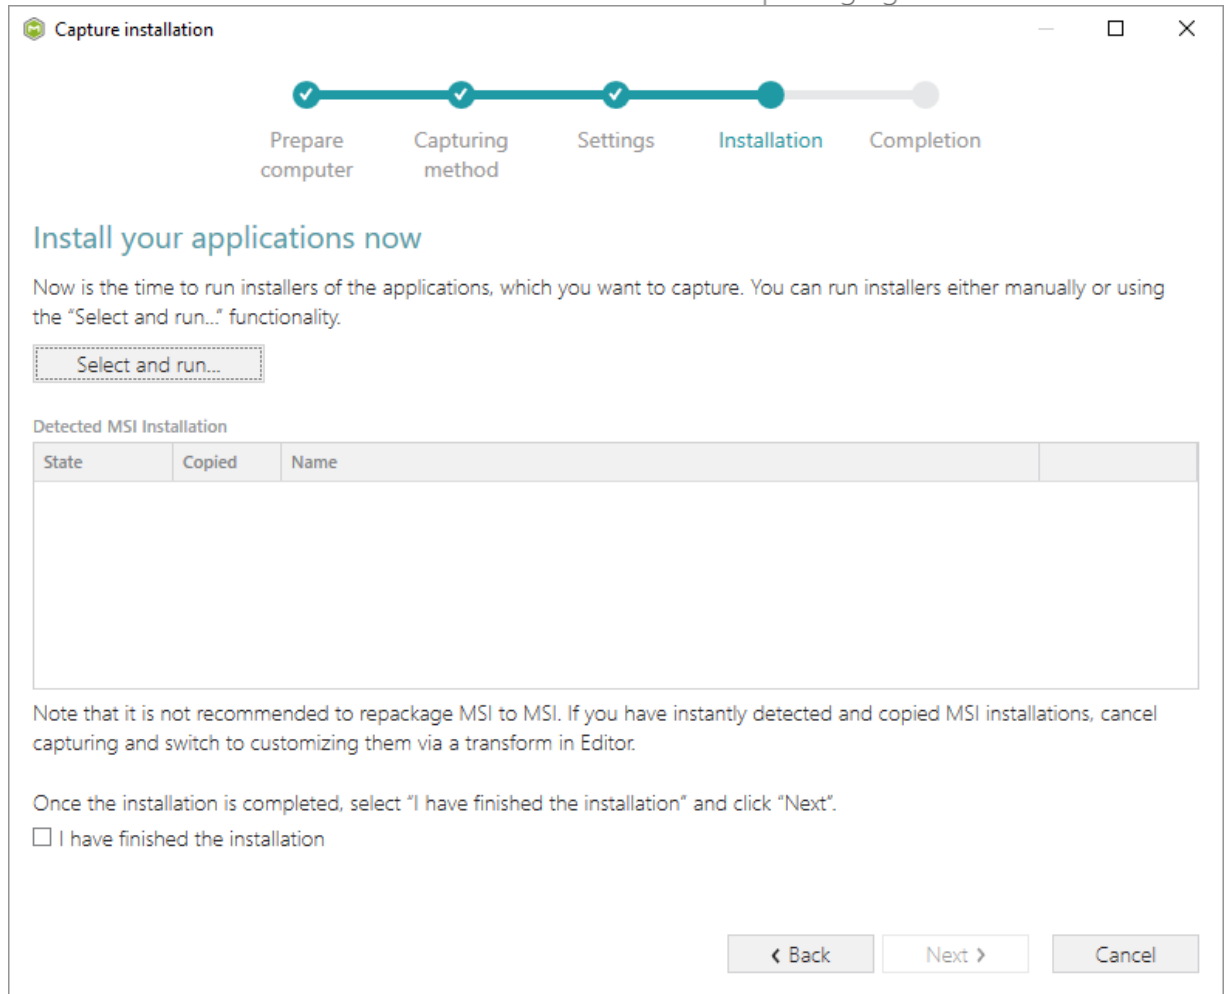 Capture installation
Prepare computer
Capturing method
Settings
Installation
Completion
Install your applications now
Now is the time to run installers of the applications, which you want to capture. You can run installers either manually or using
the “Select and run...” functionality.
Select and run...
Detected MSI Installation
State Copied Name
Note that it is not recommended to repackage MSI to MSI. If you have instantly detected and copied MSI installations, cancel
capturing and switch to customizing them via a transform in Editor.
Once the installation is completed, select “I have finished the installation” and click “Next”.
I have finished the installation
Back Next Cancel